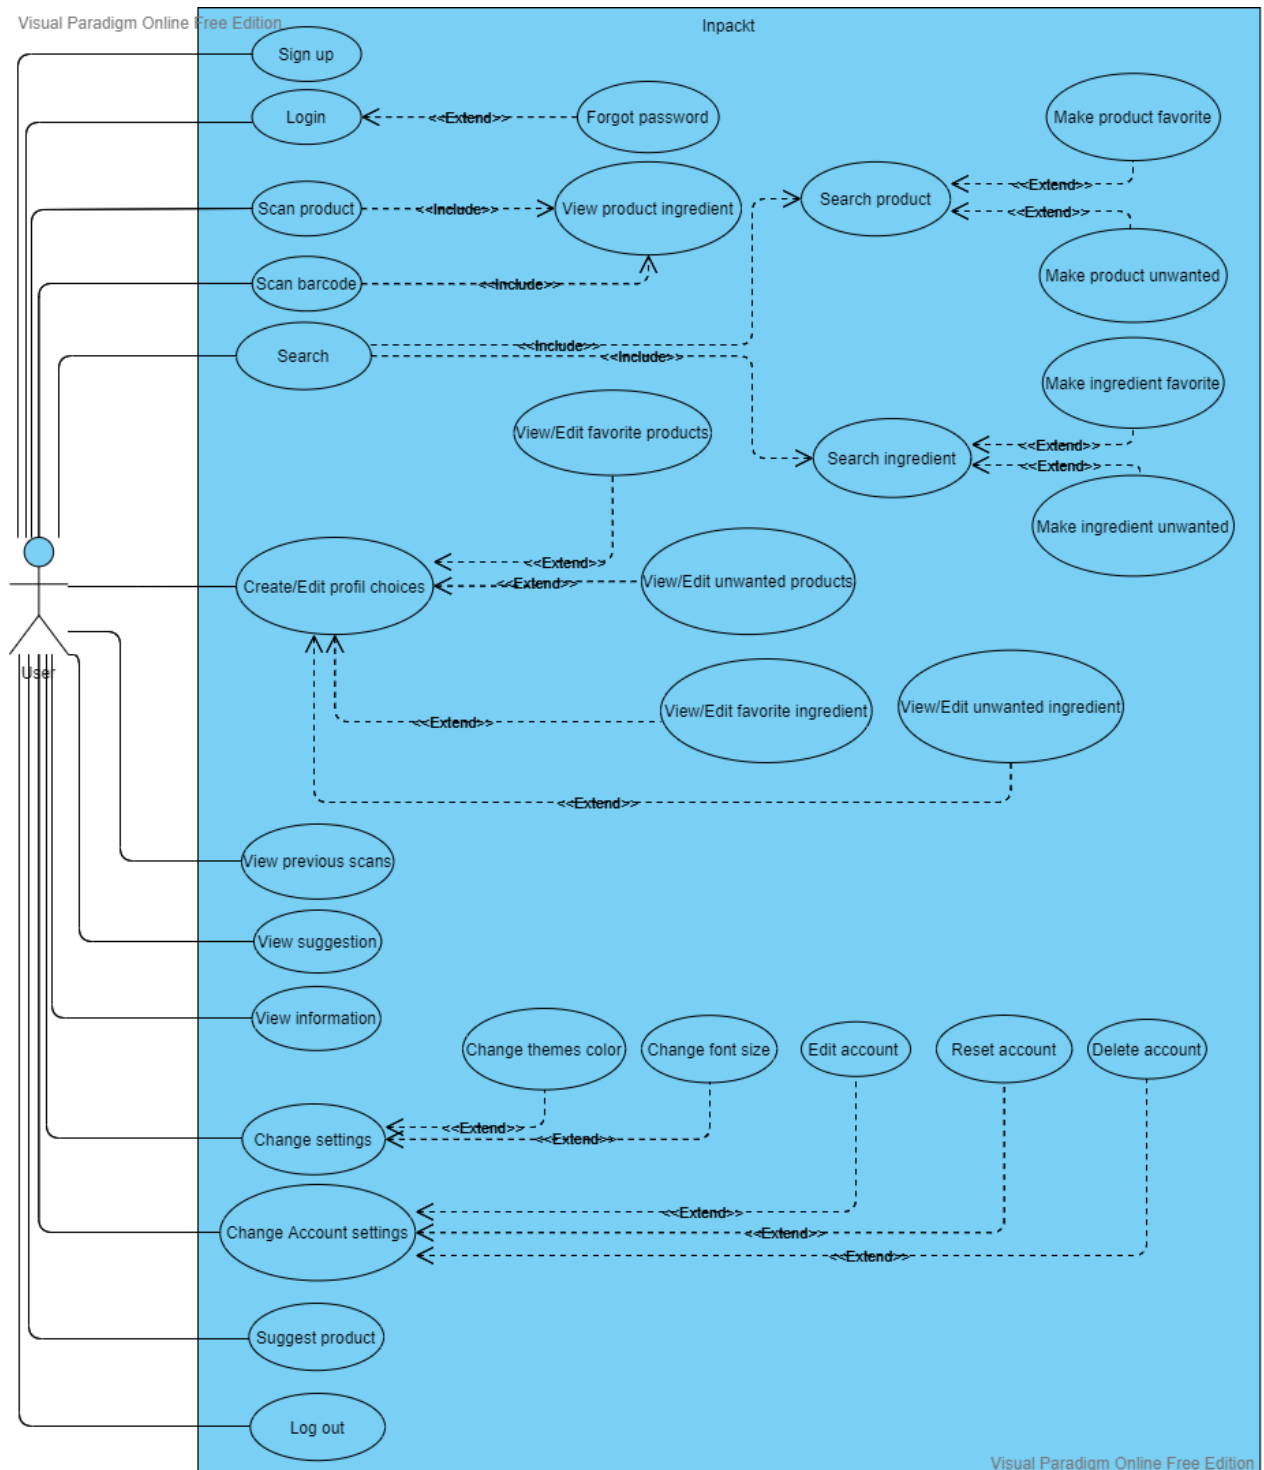 Visual Paradigm Online Free Edition
Inpackt
Sign up
Login
<<Extend>>
Forgot password
Make product favorite
Scan product
<<Include>>
View product ingredient
Search product
<<Extend>>
<<Extend>>
Make product unwanted
Scan barcode
<<Include>>
Search
<<Include>>
<<Include>>
Make ingredient favorite
View/Edit favorite products
Search ingredient
<<Extend>>
<<Extend>>
Make ingredient unwanted
<<Extend>>
Create/Edit profil choices
<<Extend>>
View/Edit unwanted products
User
<<Extend>>
View/Edit favorite ingredient
View/Edit unwanted ingredient
<<Extend>>
View previous scans
View suggestion
View information
Change themes color
Change font size
Edit account
Reset account
Delete account
<<Extend>>
Change settings
<<Extend>>
<<Extend>>
Change Account settings
<<Extend>>
<<Extend>>
Suggest product
Log out
Visual Paradigm Online Free Edition